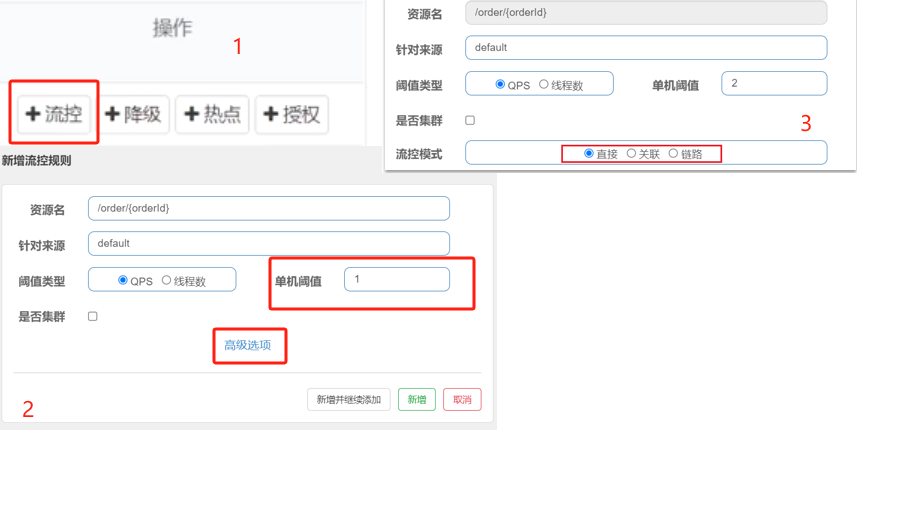 操作
1
+ 流控 + 降级 + 热点 + 授权
新增流控规则
资源名 /order/{orderId}
针对来源 default
阈值类型 QPS 线程数 单机阈值 1
是否集群
高级选项
新增并继续添加 新增 取消
2
资源名 /order/{orderId}
针对来源 default
阈值类型 QPS 线程数 单机阈值 2
是否集群
3
流控模式 直接 关联 链路